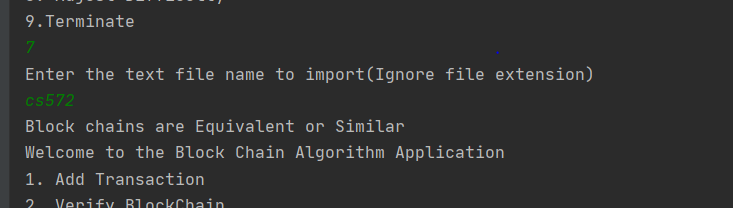 9.Terminate
7
Enter the text file name to import(Ignore file extension)
cs572
Block chains are Equivalent or Similar
Welcome to the Block Chain Algorithm Application
1. Add Transaction
2. Verify BlockChain